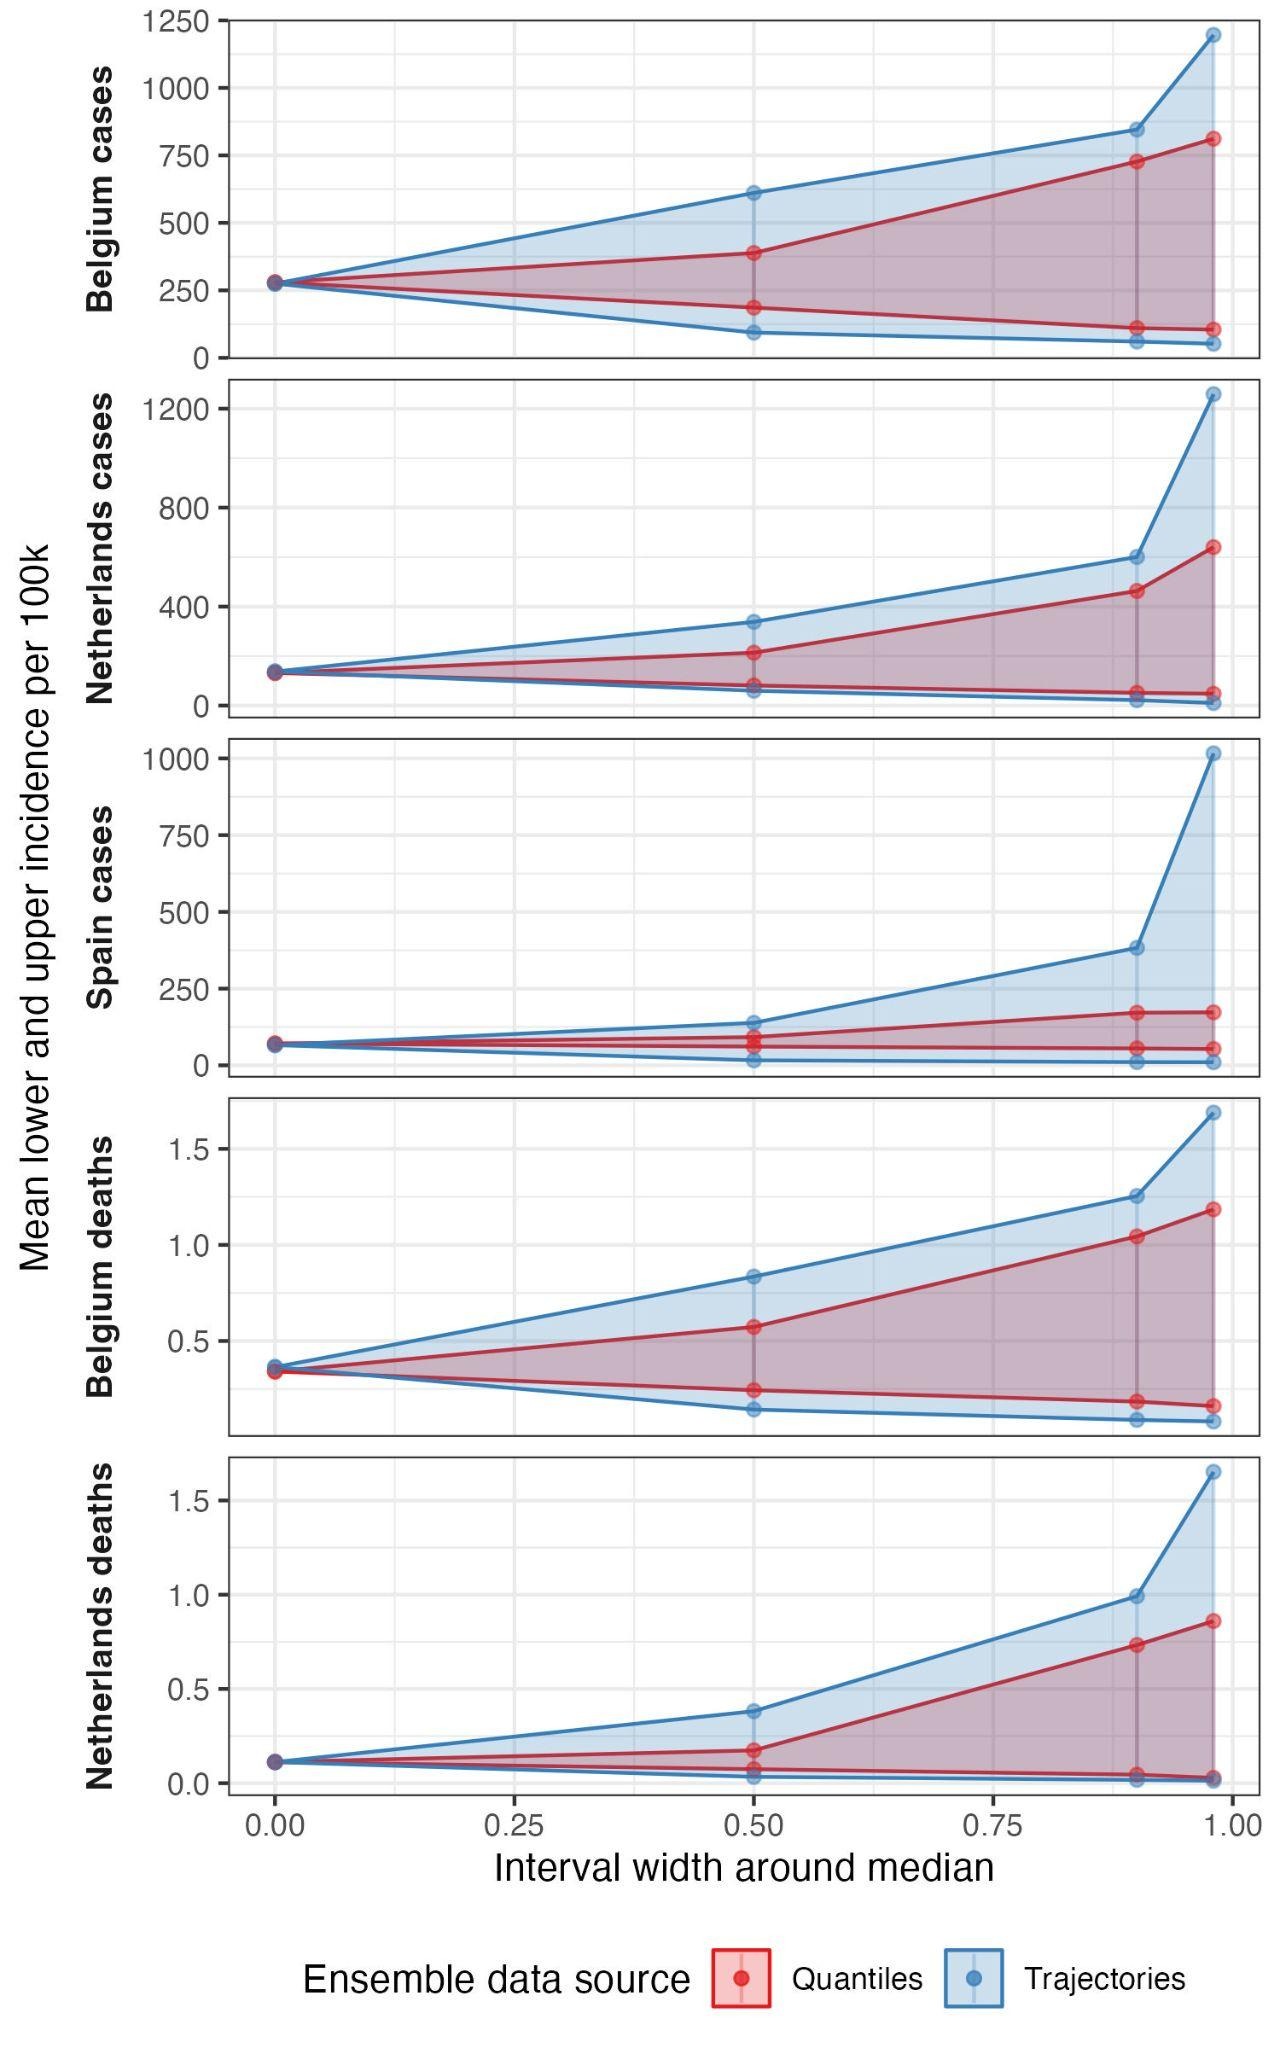 Mean lower and upper incidence per 100k
Belgium cases
1250
1000
750
500
250
0
Netherlands cases
1200
800
400
0
Spain cases
1000
750
500
250
0
Belgium deaths
1.5
1.0
0.5
Netherlands deaths
1.5
1.0
0.5
0.0
0.00 0.25 0.50 0.75 1.00
Interval width around median
Ensemble data source Quantiles Trajectories